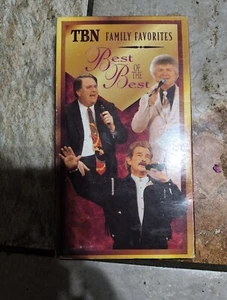 TBN FAMILY FAVORITES
Best
OF THE
Best